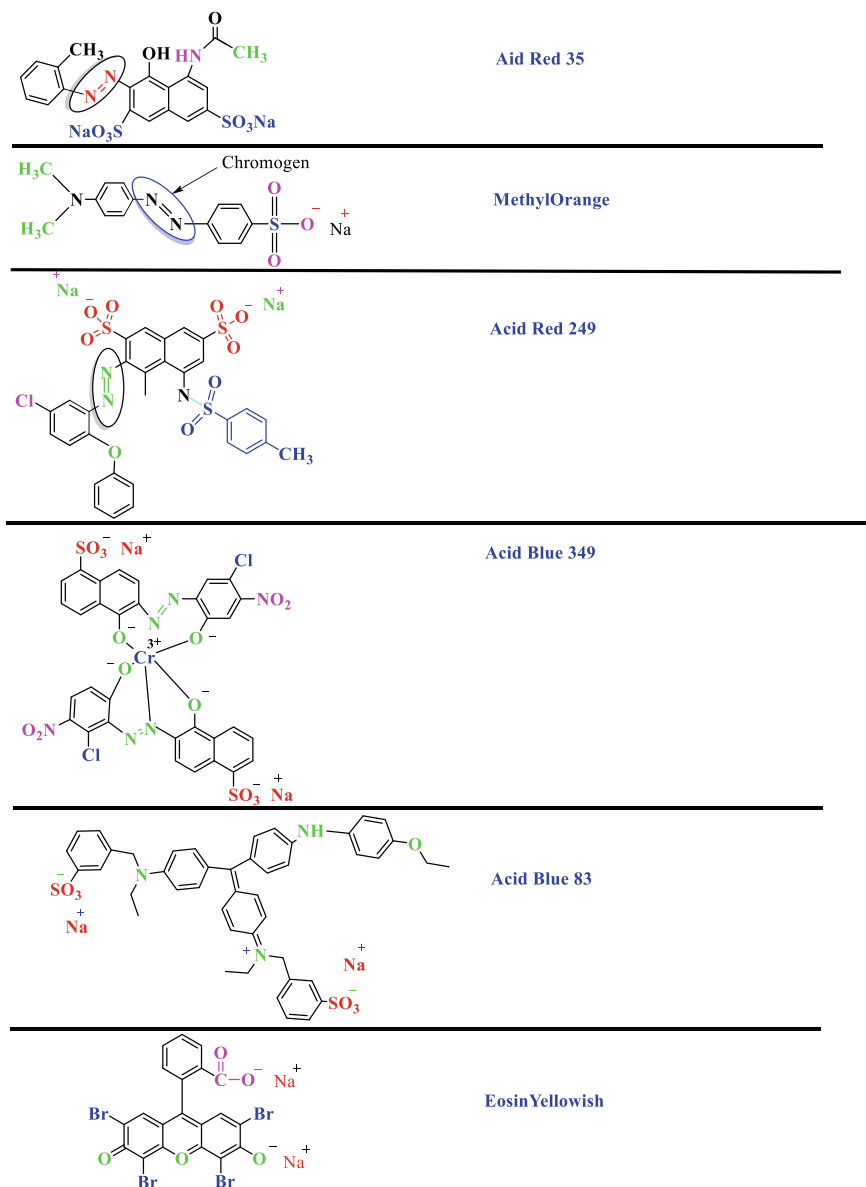 O
CH3
OH
HN
CH3
N
N
NaO3S
SO3Na
Aid Red 35
Chromogen
H3C
N
H3C
N
N
O
S
O
−
O
Na
+
MethylOrange
+
Na
−
O
O
S
O
O
−
O
S
O
+
Na
N
N
Cl
O
N
O
S
O
CH3
Acid Red 249
SO3
−
Na
+
Cl
NO2
N
N
O
−
O
−
3+
Cr
−
O
O
−
O2N
Cl
N
N
SO3
−
Na
+
Acid Blue 349
NH
O
−
SO3
N
+
Na
+
N
+
Na
SO3
−
Acid Blue 83
O
C
O
−
Na
+
Br
Br
O
O
O
−
Na
+
Br
Br
EosinYellowish